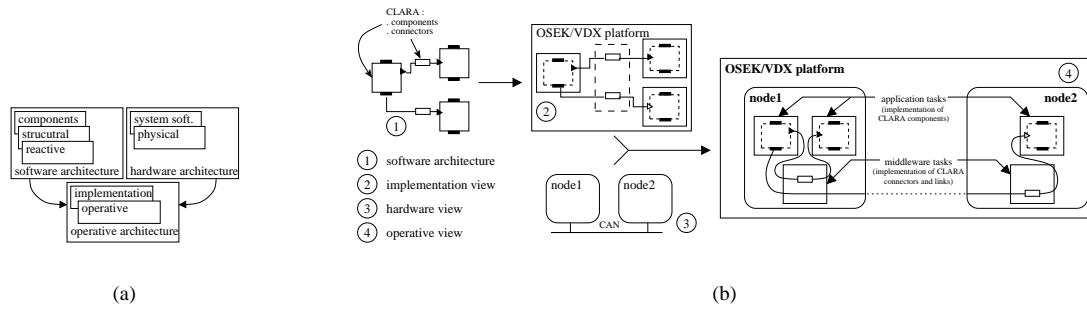 components
strucutral
reactive
software architecture
system soft.
physical
hardware architecture
implementation
operative
operative architecture
(a)
CLARA :
. components
. connectors
1
1 software architecture
2 implementation view
3 hardware view
4 operative view
OSEK/VDX platform
2
node1
node2
CAN
3
OSEK/VDX platform
4
node1
node2
application tasks
(implementation of
CLARA components)
middleware tasks
(implementation of CLARA
connectors and links)
(b)